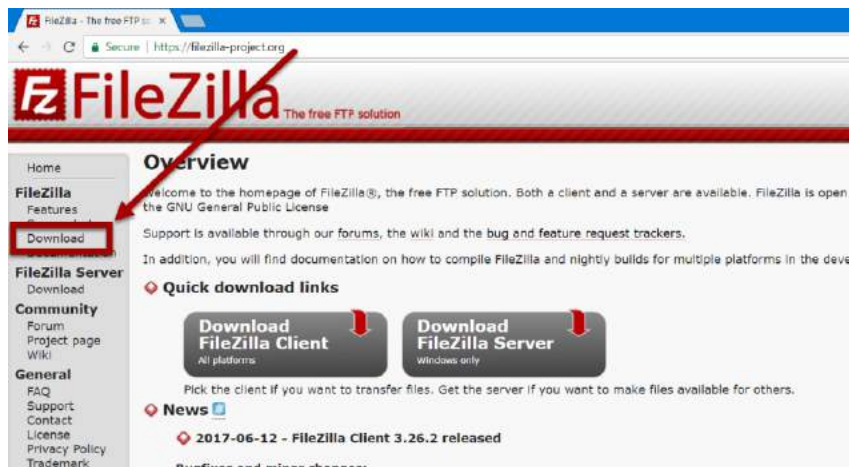 FileZilla - The free FTP so
Secure | https://filezilla-project.org
FileZilla The free FTP solution
Home
FileZilla
Features
Download
Documentation
FileZilla Server
Download
Community
Forum
Project page
Wiki
General
FAQ
Support
Contact
License
Privacy Policy
Trademark
Overview
Welcome to the homepage of FileZilla®, the free FTP solution. Both a client and a server are available. FileZilla is open
the GNU General Public License
Support is available through our forums, the wiki and the bug and feature request trackers.
In addition, you will find documentation on how to compile FileZilla and nightly builds for multiple platforms in the deve
Quick download links
Download
FileZilla Client
All platforms
Download
FileZilla Server
Windows only
Pick the client if you want to transfer files. Get the server if you want to make files available for others.
News
2017-06-12 - FileZilla Client 3.26.2 released
Bugfixes and minor changes: